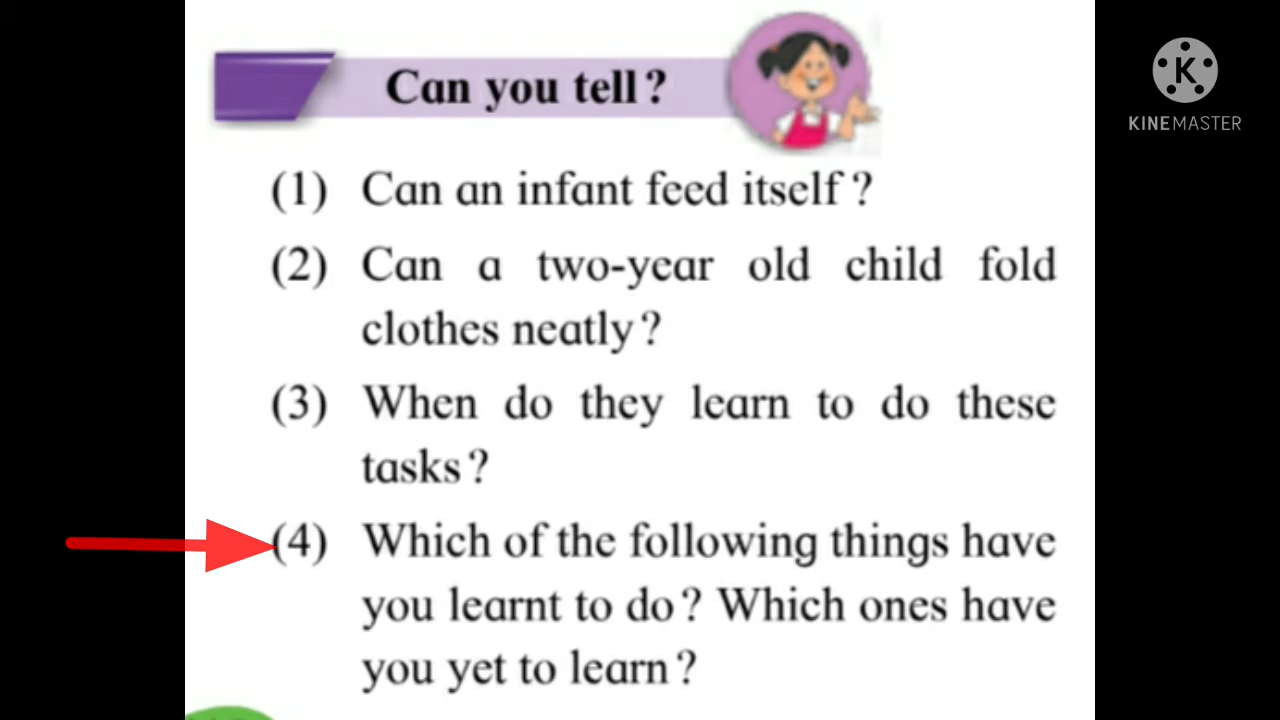 Can you tell?
K
KINEMASTER
(1) Can an infant feed itself?
(2) Can a two-year old child fold
clothes neatly?
(3) When do they learn to do these
tasks?
(4) Which of the following things have
you learnt to do? Which ones have
you yet to learn?